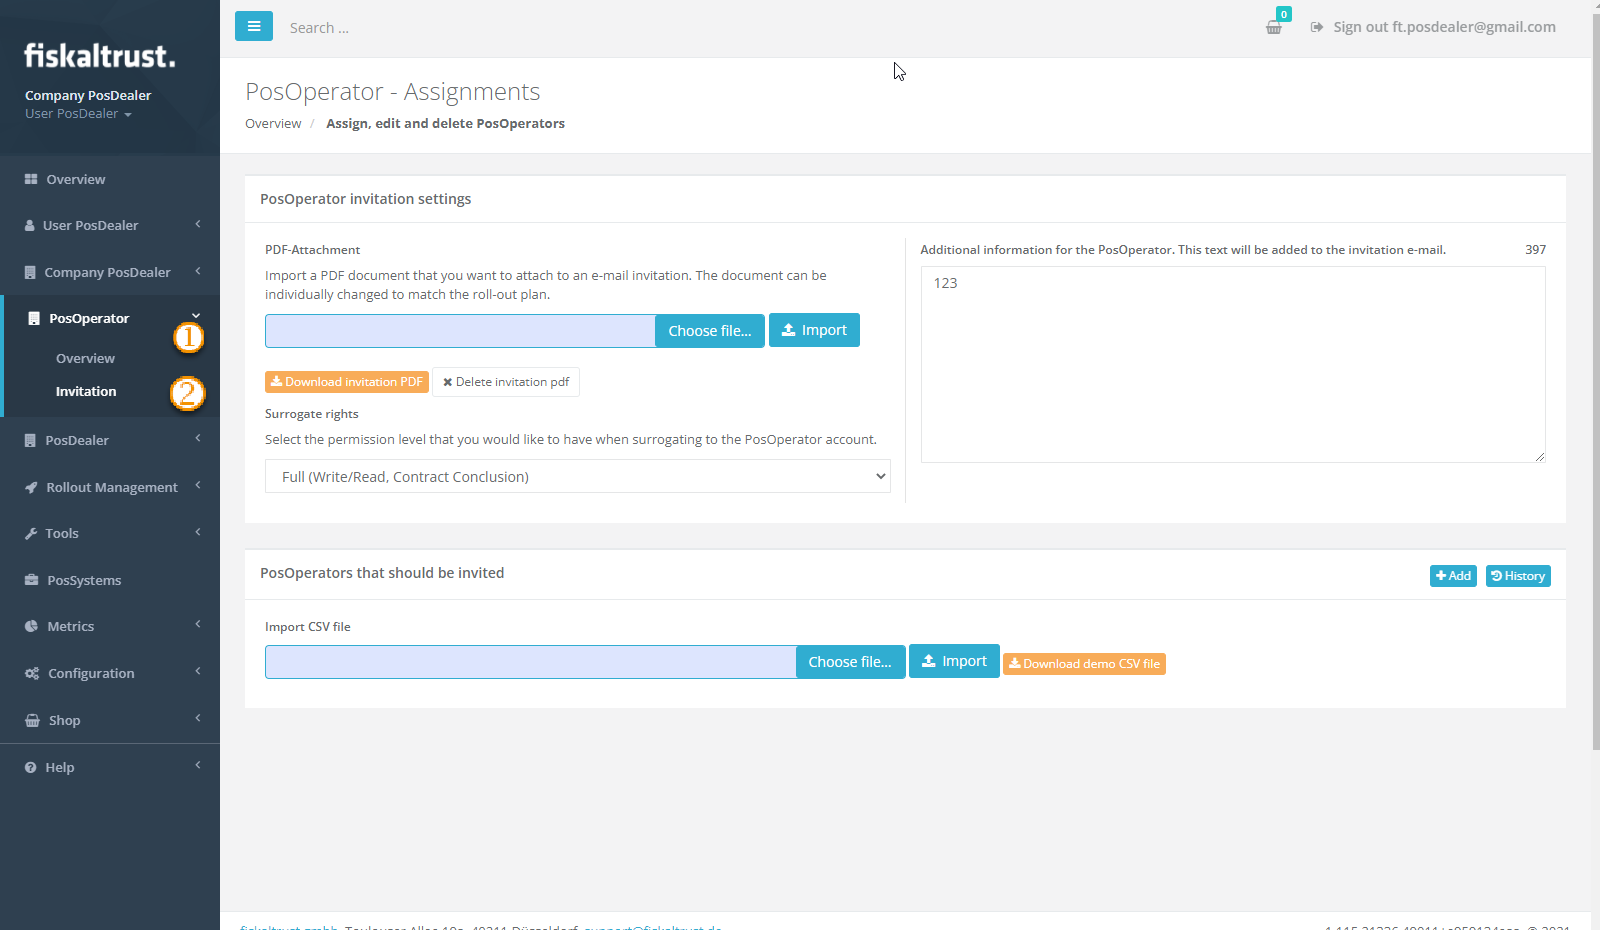 fiskaltrust.
Company PosDealer
User PosDealer
Overview
User PosDealer
Company PosDealer
PosOperator
1
Overview
Invitation
2
PosDealer
Rollout Management
Tools
PosSystems
Metrics
Configuration
Shop
Help
Search ...
0
Sign out ft.posdealer@gmail.com
PosOperator - Assignments
Overview / Assign, edit and delete PosOperators
PosOperator invitation settings
PDF-Attachment
Import a PDF document that you want to attach to an e-mail invitation. The document can be
individually changed to match the roll-out plan.
Choose file... Import
Download invitation PDF Delete invitation pdf
Surrogate rights
Select the permission level that you would like to have when surrogating to the PosOperator account.
Full (Write/Read, Contract Conclusion)
Additional information for the PosOperator. This text will be added to the invitation e-mail. 397
123
PosOperators that should be invited
Add History
Import CSV file
Choose file... Import Download demo CSV file